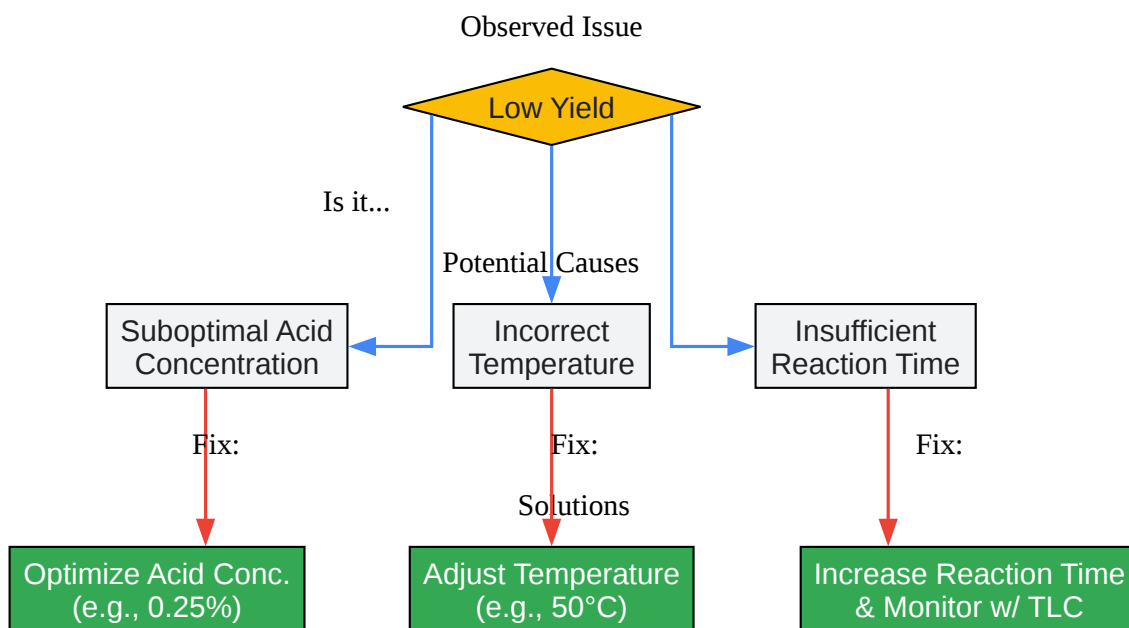 Observed Issue
Low Yield
Is it...
Potential Causes
Suboptimal Acid
Concentration
Incorrect
Temperature
Insufficient
Reaction Time
Fix:
Fix:
Fix:
Solutions
Optimize Acid Conc.
(e.g., 0.25%)
Adjust Temperature
(e.g., 50°C)
Increase Reaction Time
& Monitor w/ TLC